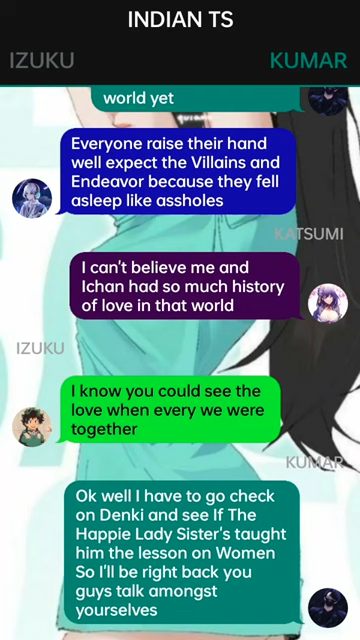 INDIAN TS
IZUKU
KUMAR
world yet
Everyone raise their hand
well expect the Villains and
Endeavor because they fell
asleep like assholes
KATSUMI
I can't believe me and
Ichan had so much history
of love in that world
IZUKU
I know you could see the
love when every we were
together
KUMAR
Ok well I have to go check
on Denki and see If The
Happie Lady Sister's taught
him the lesson on Women
So I'll be right back you
guys talk amongst
yourselves